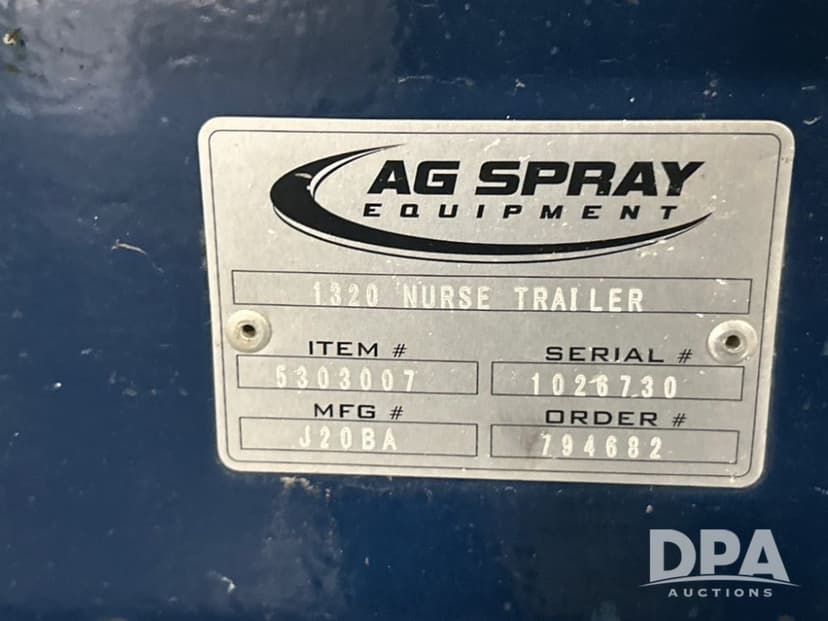 AG SPRAY
EQUIPMENT
1320 NURSE TRAILER
ITEM # SERIAL #
5303007 1026730
MFG # ORDER #
J20BA 794682
DPA
AUCTIONS